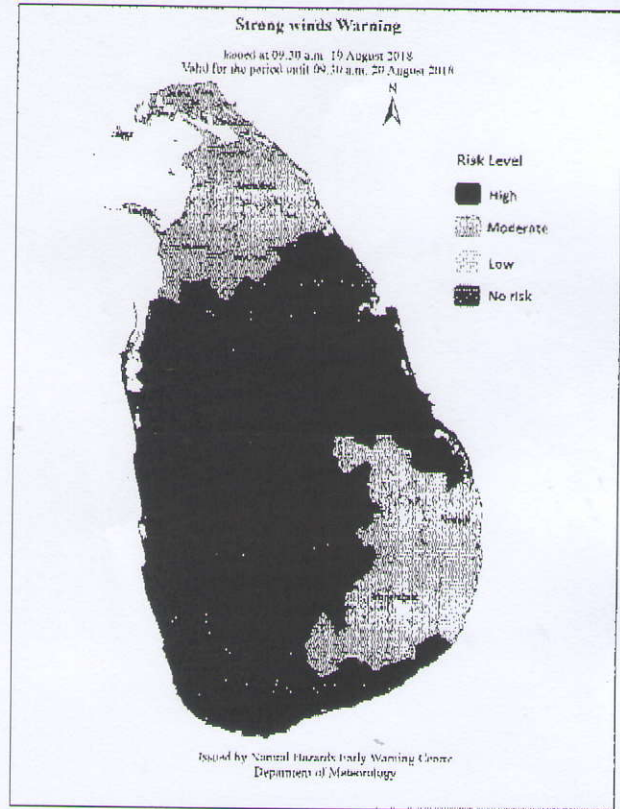 Strong winds Warning
Issued at 09.30 a.m. 19 August 2018
Valid for the period until 09.30 a.m. 20 August 2018
N
Risk Level
High
Moderate
Low
No risk
Issued by Natural Hazards Early Warning Centre
Department of Meteorology